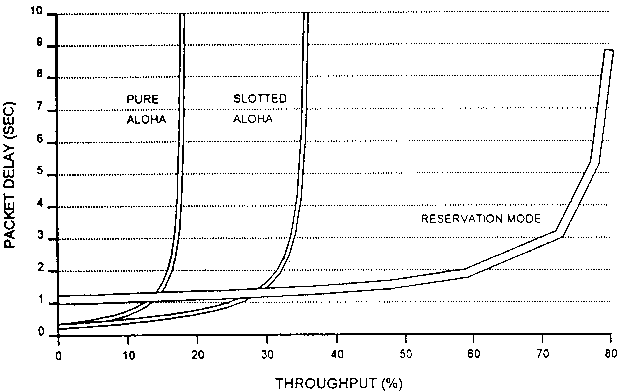 10
9
8
7
6
5
4
3
2
1
0
PACKET DELAY (SEC)
PURE
ALOHA
SLOTTED
ALOHA
RESERVATION MODE
0 10 20 30 40 50 60 70 80
THROUGHPUT (%)